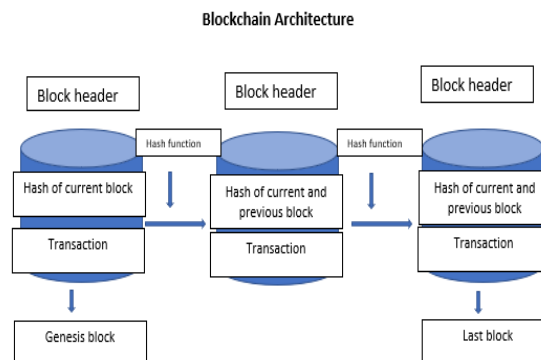 Blockchain Architecture
Block header
Block header
Block header
Hash function
Hash function
Hash of current block
Hash of current and
previous block
Hash of current and
previous block
Transaction
Transaction
Transaction
Genesis block
Last block